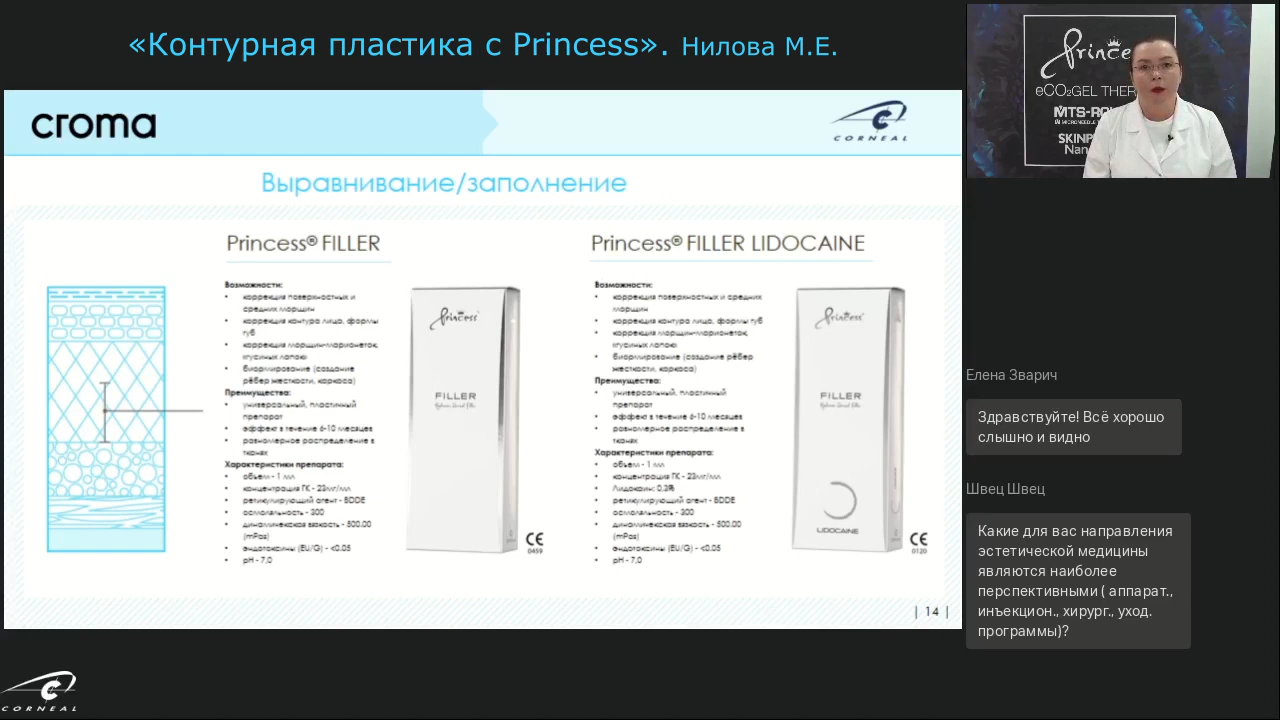 «Контурная пластика с Princess». Нилова М.Е.
croma
CORNEAL
Выравнивание/заполнение
Princess® FILLER
Возможности:
• коррекция поверхностных и
средних морщин
• коррекция контура лица, формы
губ
• коррекция морщин-марионеток,
«гусиных лапок»
• биоармирование (создание
рёбер жесткости, каркаса)
Преимущества:
• универсальный, пластичный
препарат
• эффект в течение 6-10 месяцев
• равномерное распределение в
тканях
Характеристики препарата:
• объем - 1 мл
• концентрация ГК - 23мг/мл
• ретикулирующий агент - BDDE
• осмоляльность - 300
• динамическая вязкость - 500.00
(mPas)
• эндотоксины (EU/G) - <0.05
• pH - 7,0
Princess
FILLER
CE
0459
Princess® FILLER LIDOCAINE
Возможности:
• коррекция поверхностных и средних
морщин
• коррекция контура лица, формы губ
• коррекция морщин-марионеток,
«гусиных лапок»
• биоармирование (создание рёбер
жесткости, каркаса)
Преимущества:
• универсальный, пластичный
препарат
• эффект в течение 6-10 месяцев
• равномерное распределение в
тканях
Характеристики препарата:
• объем - 1 мл
• концентрация ГК - 23мг/мл
• Лидокаин: 0,3%
• ретикулирующий агент - BDDE
• осмоляльность - 300
• динамическая вязкость - 500.00
(mPas)
• эндотоксины (EU/G) - <0.05
• pH - 7,0
Princess
FILLER
LIDOCAINE
CE
0120
| 14 |
CORNEAL
Princess
eCO₂GEL THER
MTS-RO
SKINP
Nan
Елена Зварич
Здравствуйте! Всё хорошо
слышно и видно
Швец Швец
Какие для вас направления
эстетической медицины
являются наиболее
перспективными ( аппарат.,
инъекцион., хирург., уход.
программы)?